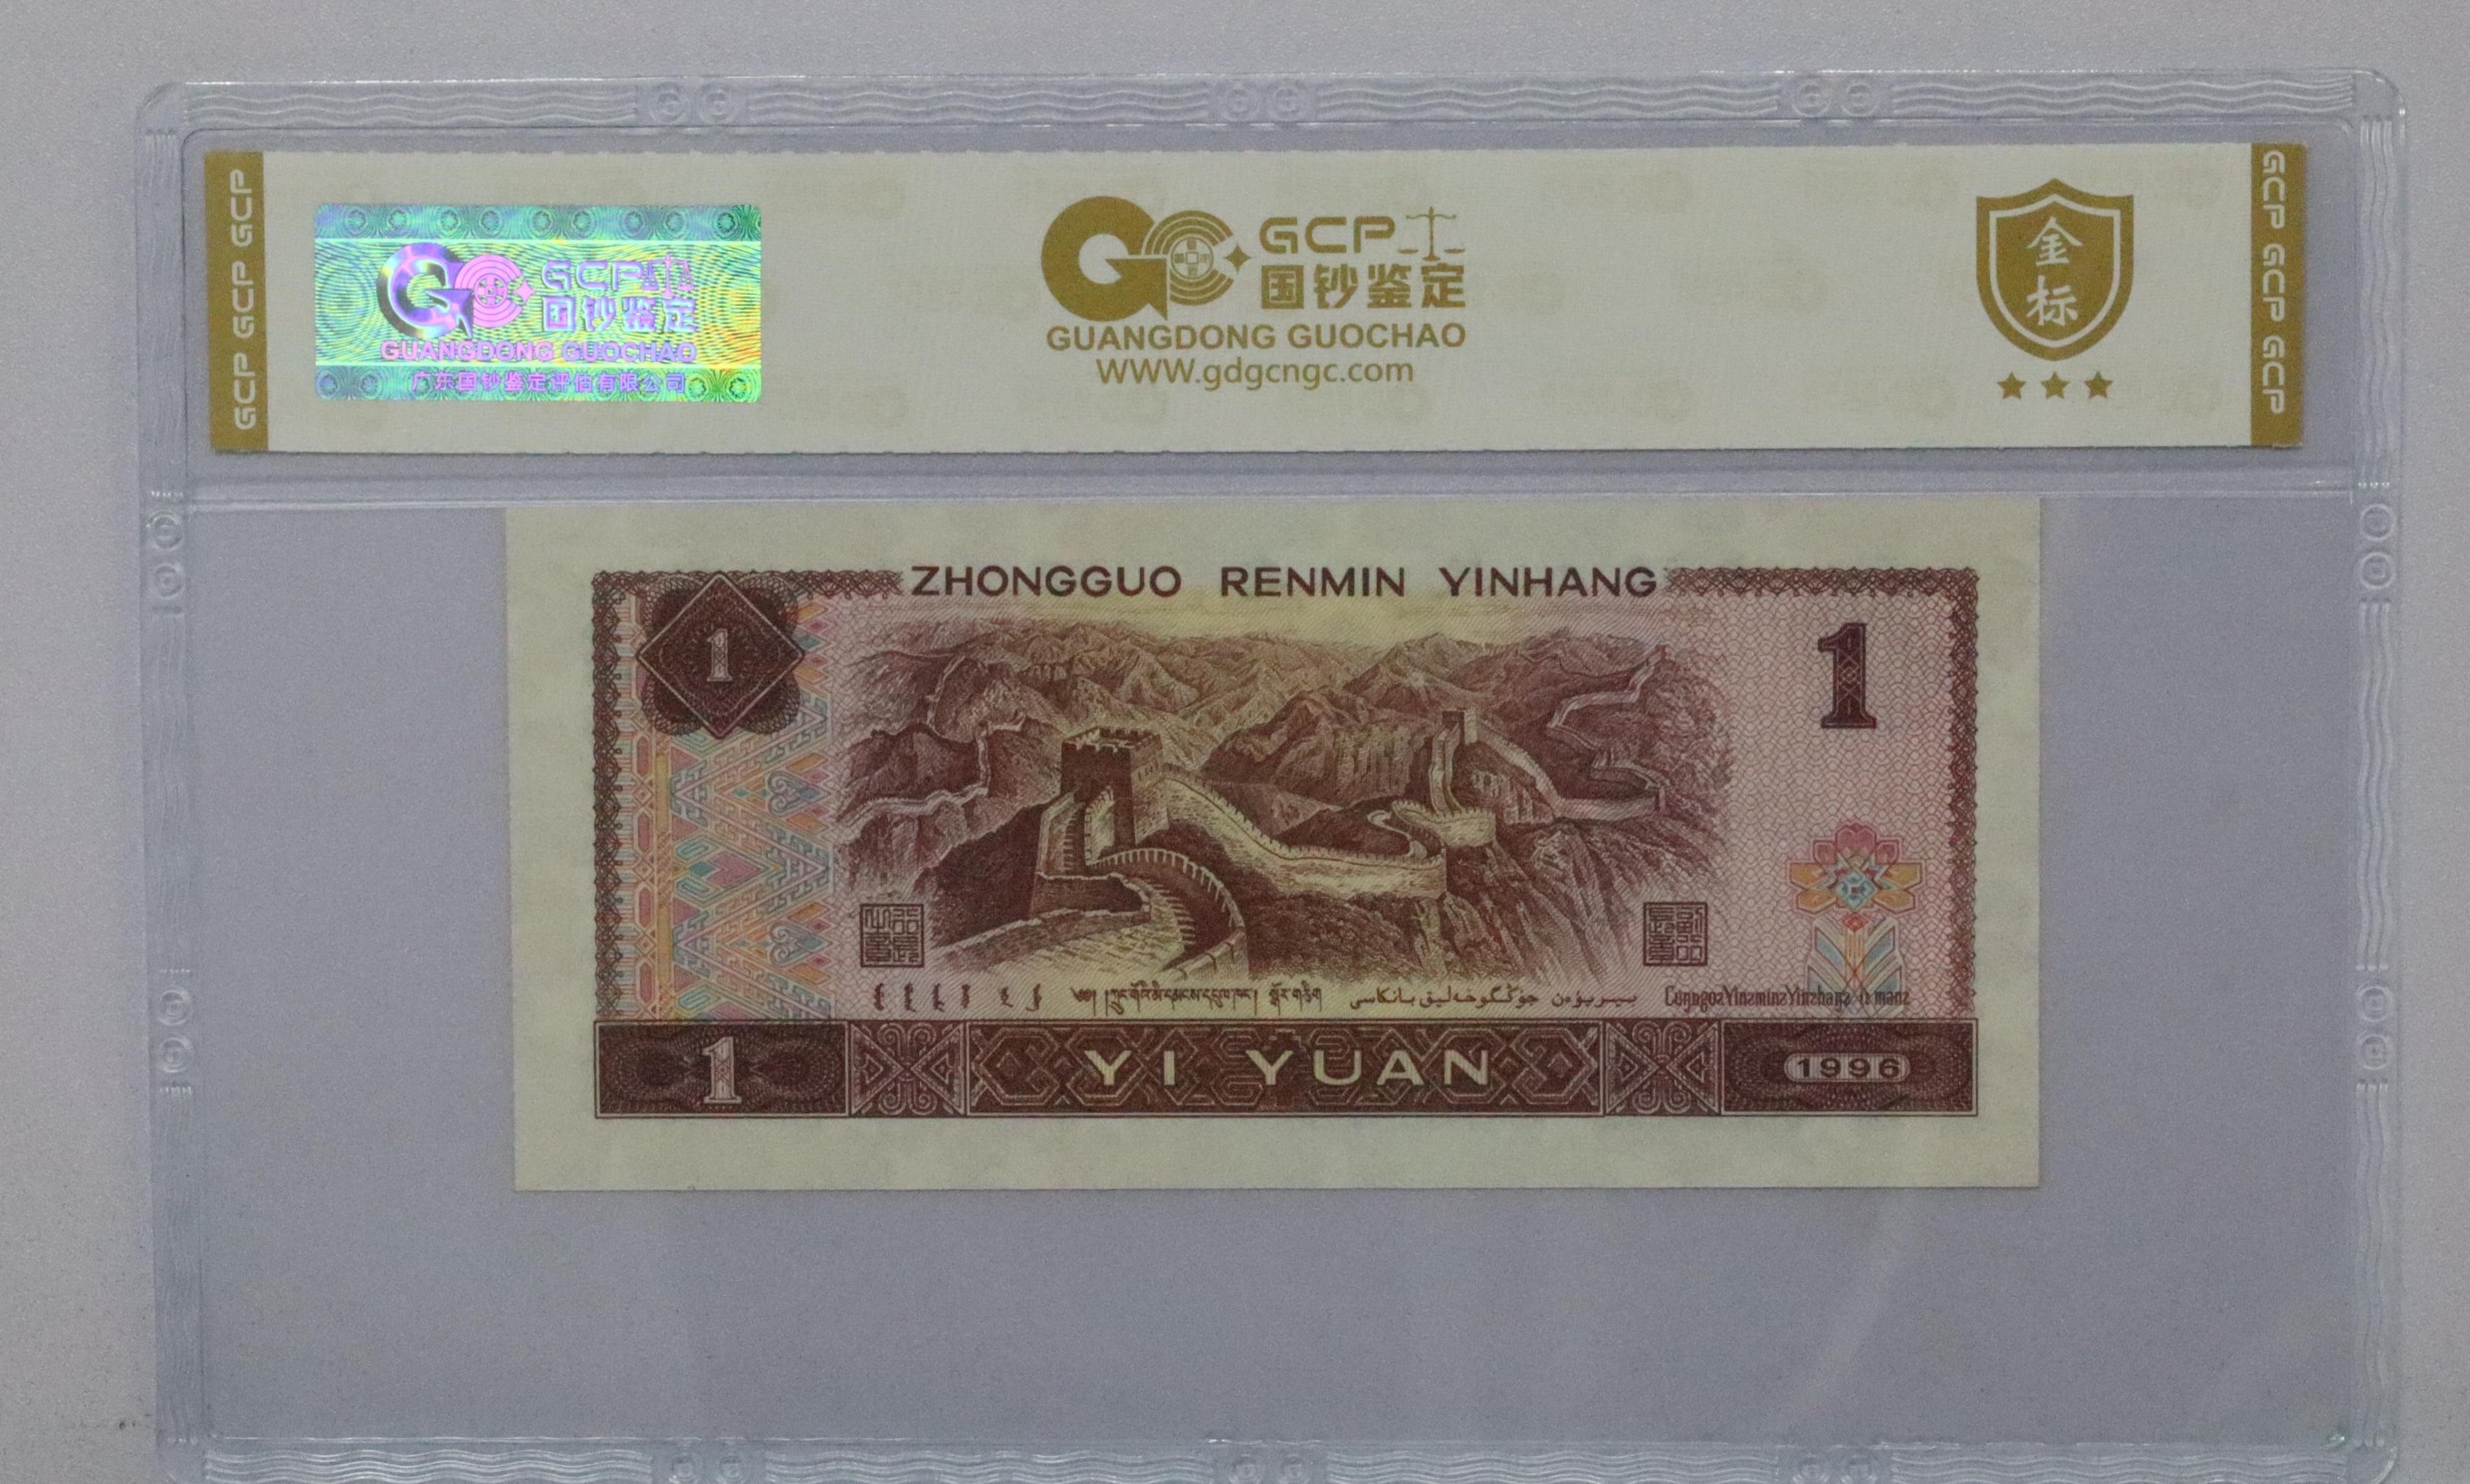 GCP GCP GCP
GCP
国钞鉴定
GUANGDONG GUOCHAO
广东国钞鉴定评估有限公司
GCP
国钞鉴定
GUANGDONG GUOCHAO
WWW.gdgcngc.com
金
标
GCP GCP GCP
ZHONGGUO RENMIN YINHANG
1
1
YI YUAN
1
1996